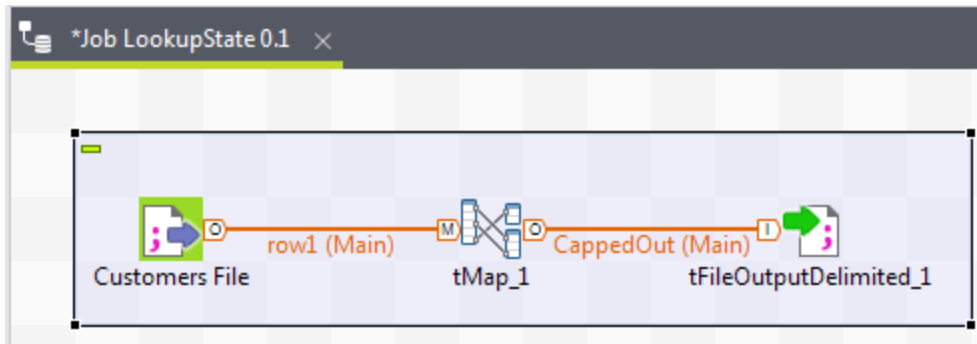 *Job LookupState 0.1
O
M
O
I
row1 (Main)
CappedOut (Main)
Customers File
tMap_1
tFileOutputDelimited_1